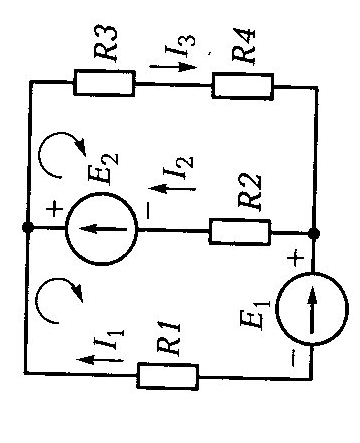 R3
I3
R4
+
E2
−
I2
R2
+
I1
R1
E1
−